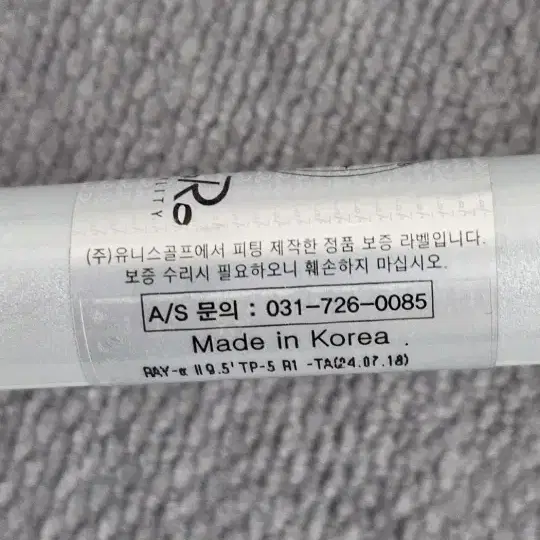 Ro
LITY
(주)유니스골프에서 피팅 제작한 정품 보증 라벨입니다.
보증 수리시 필요하오니 훼손하지 마십시오.
A/S 문의 : 031-726-0085
Made in Korea
RAY-α II 9.5' TP-5 R1 -TA(24.07.18)